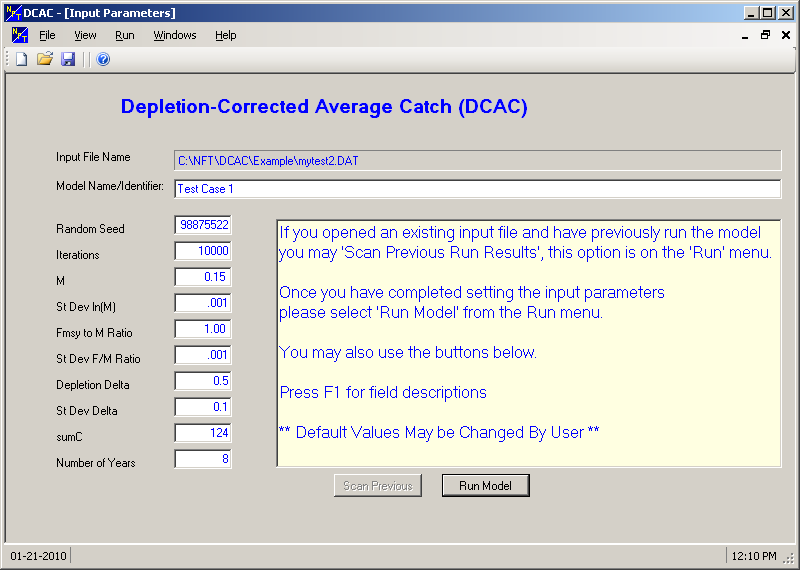 DCAC - [Input Parameters]
File View Run Windows Help
Depletion-Corrected Average Catch (DCAC)
Input File Name C:\NFT\DCAC\Example\mytest2.DAT
Model Name/Identifier: Test Case 1
Random Seed 98875522
Iterations 10000
M 0.15
St Dev ln(M) .001
Fmsy to M Ratio 1.00
St Dev F/M Ratio .001
Depletion Delta 0.5
St Dev Delta 0.1
sumC 124
Number of Years 8
If you opened an existing input file and have previously run the model
you may 'Scan Previous Run Results', this option is on the 'Run' menu.
Once you have completed setting the input parameters
please select 'Run Model' from the Run menu.
You may also use the buttons below.
Press F1 for field descriptions
** Default Values May be Changed By User **
Scan Previous Run Model
01-21-2010 12:10 PM